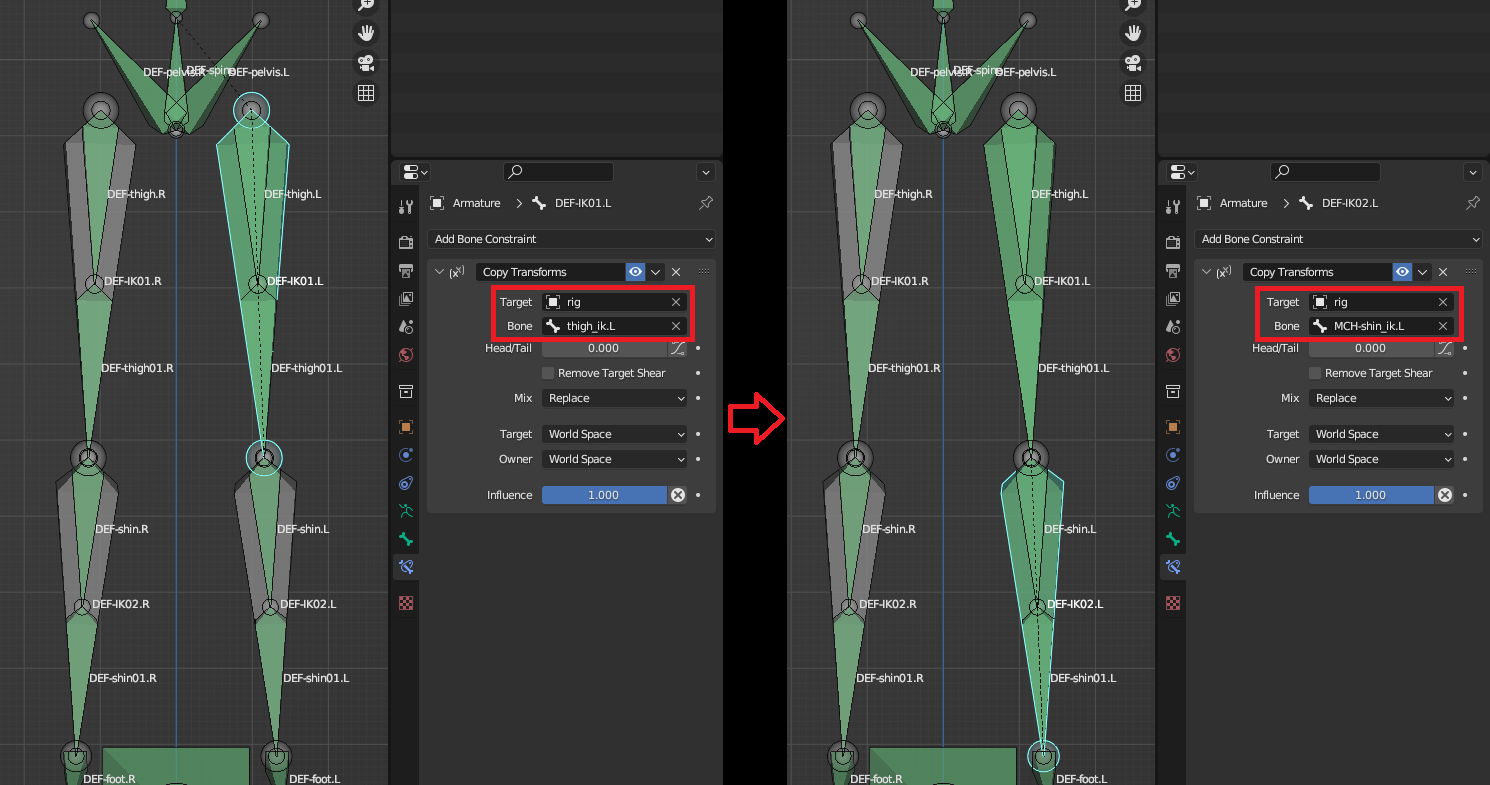 DEF-pelvis.R
DEF-spine
DEF-pelvis.L
DEF-thigh.R
DEF-thigh.L
DEF-IK01.R
DEF-IK01.L
DEF-thigh01.R
DEF-thigh01.L
DEF-shin.R
DEF-shin.L
DEF-IK02.R
DEF-IK02.L
DEF-shin01.R
DEF-shin01.L
DEF-foot.R
DEF-foot.L
Armature > DEF-IK01.L
Add Bone Constraint
Copy Transforms
Target rig
Bone thigh_ik.L
Head/Tail 0.000
Remove Target Shear
Mix Replace
Target World Space
Owner World Space
Influence 1.000
DEF-pelvis.R
DEF-spine
DEF-pelvis.L
DEF-thigh.R
DEF-thigh.L
DEF-IK01.R
DEF-IK01.L
DEF-thigh01.R
DEF-thigh01.L
DEF-shin.R
DEF-shin.L
DEF-IK02.R
DEF-IK02.L
DEF-shin01.R
DEF-shin01.L
DEF-foot.R
DEF-foot.L
Armature > DEF-IK02.L
Add Bone Constraint
Copy Transforms
Target rig
Bone MCH-shin_ik.L
Head/Tail 0.000
Remove Target Shear
Mix Replace
Target World Space
Owner World Space
Influence 1.000